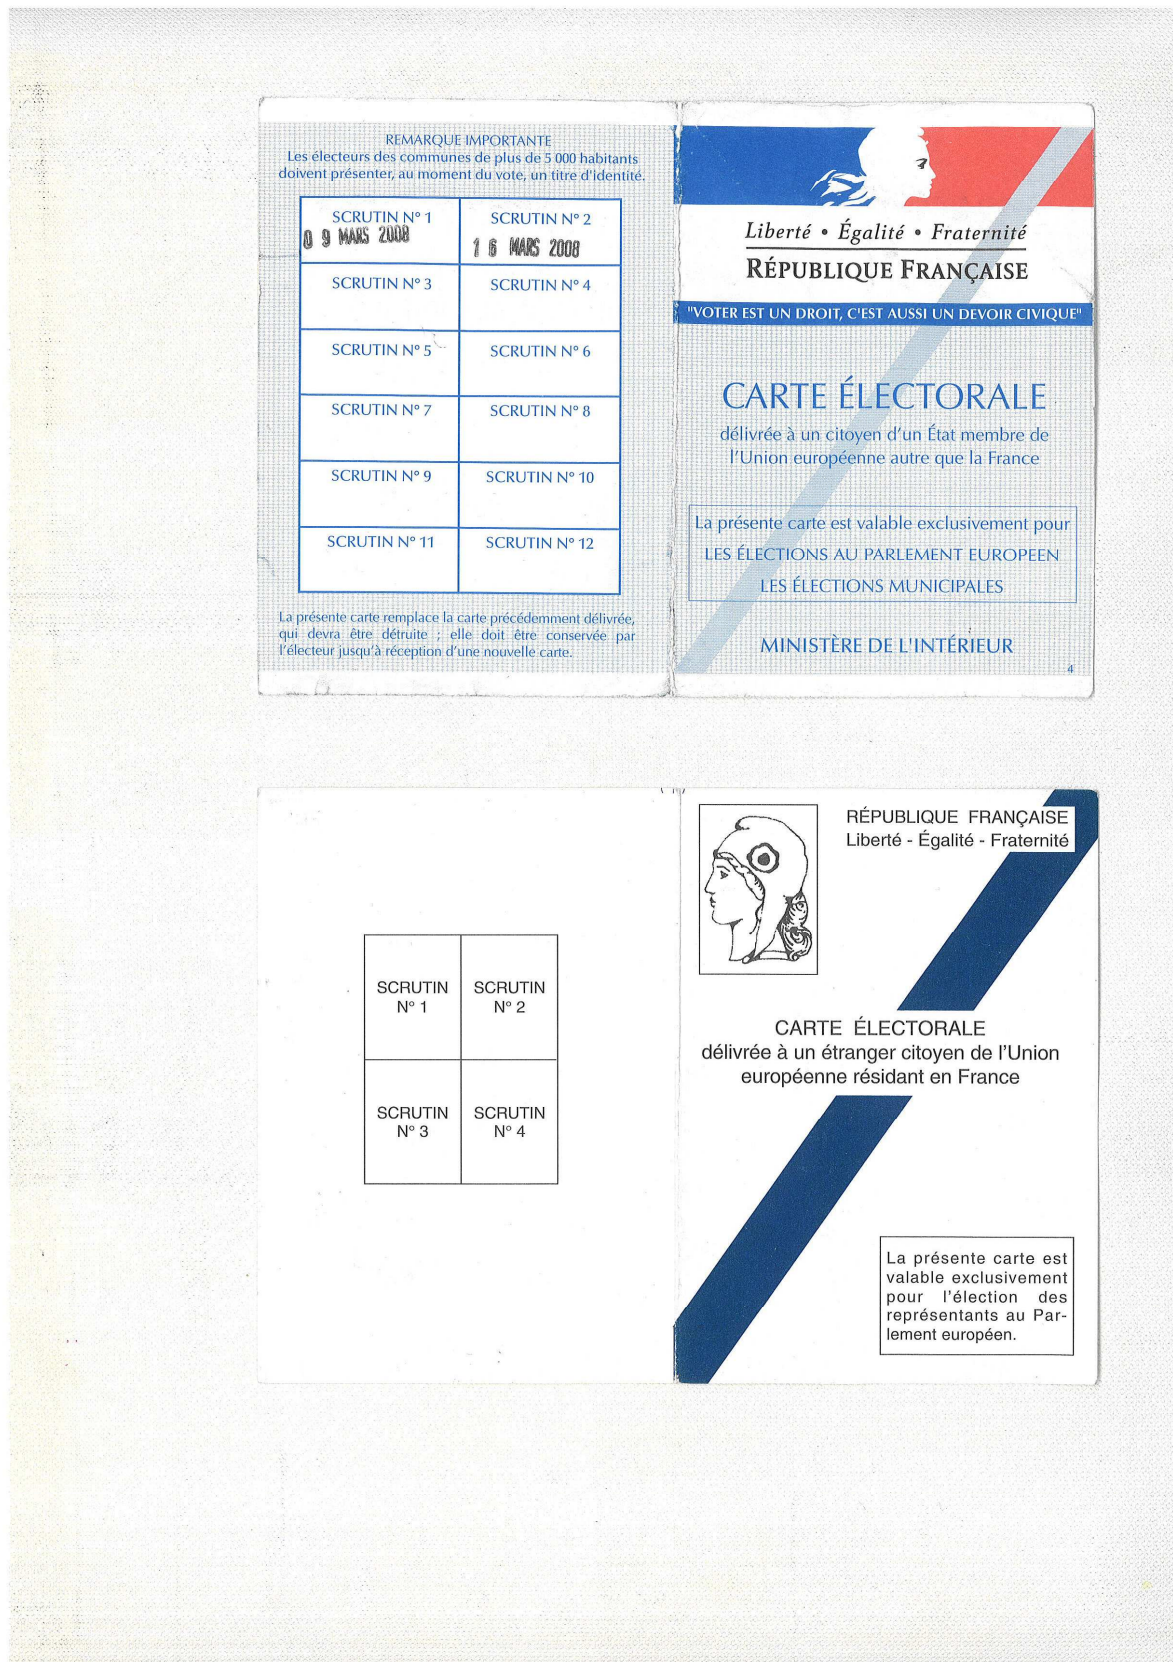 REMARQUE IMPORTANTE
Les électeurs des communes de plus de 5 000 habitants
doivent présenter, au moment du vote, un titre d'identité.
SCRUTIN N° 1
SCRUTIN N° 2
0 9 MARS 2008
1 6 MARS 2008
SCRUTIN N° 3
SCRUTIN N° 4
SCRUTIN N° 5
SCRUTIN N° 6
SCRUTIN N° 7
SCRUTIN N° 8
SCRUTIN N° 9
SCRUTIN N° 10
SCRUTIN N° 11
SCRUTIN N° 12
La présente carte remplace la carte précédemment délivrée,
qui devra être détruite ; elle doit être conservée par
l'électeur jusqu'à réception d'une nouvelle carte.
Liberté • Égalité • Fraternité
RÉPUBLIQUE FRANÇAISE
"VOTER EST UN DROIT, C'EST AUSSI UN DEVOIR CIVIQUE"
CARTE ÉLECTORALE
délivrée à un citoyen d'un État membre de
l'Union européenne autre que la France
La présente carte est valable exclusivement pour
LES ÉLECTIONS AU PARLEMENT EUROPEEN
LES ÉLECTIONS MUNICIPALES
MINISTÈRE DE L'INTÉRIEUR
4
SCRUTIN
N° 1
SCRUTIN
N° 2
SCRUTIN
N° 3
SCRUTIN
N° 4
RÉPUBLIQUE FRANÇAISE
Liberté - Égalité - Fraternité
CARTE ÉLECTORALE
délivrée à un étranger citoyen de l'Union
européenne résidant en France
La présente carte est
valable exclusivement
pour l'élection des
représentants au Par-
lement européen.